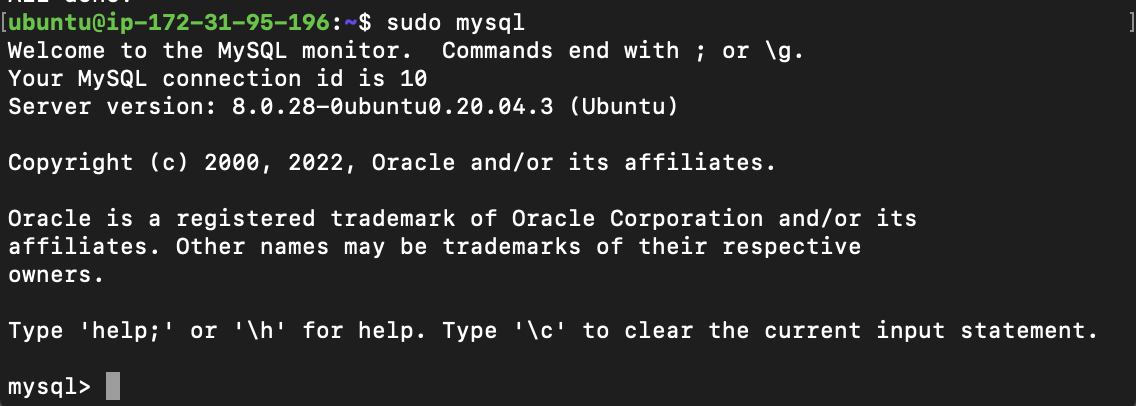 All done!
[ubuntu@ip-172-31-95-196:~$ sudo mysql ]
Welcome to the MySQL monitor.  Commands end with ; or \g.
Your MySQL connection id is 10
Server version: 8.0.28-0ubuntu0.20.04.3 (Ubuntu)
Copyright (c) 2000, 2022, Oracle and/or its affiliates.
Oracle is a registered trademark of Oracle Corporation and/or its
affiliates. Other names may be trademarks of their respective
owners.
Type 'help;' or '\h' for help. Type '\c' to clear the current input statement.
mysql>